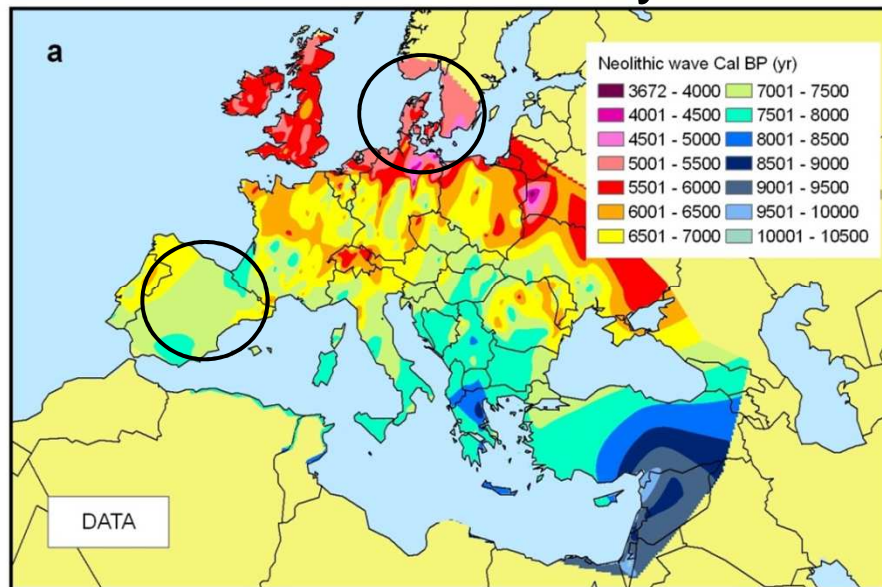 y
a
Neolithic wave Cal BP (yr)
3672 - 4000 7001 - 7500
4001 - 4500 7501 - 8000
4501 - 5000 8001 - 8500
5001 - 5500 8501 - 9000
5501 - 6000 9001 - 9500
6001 - 6500 9501 - 10000
6501 - 7000 10001 - 10500
DATA